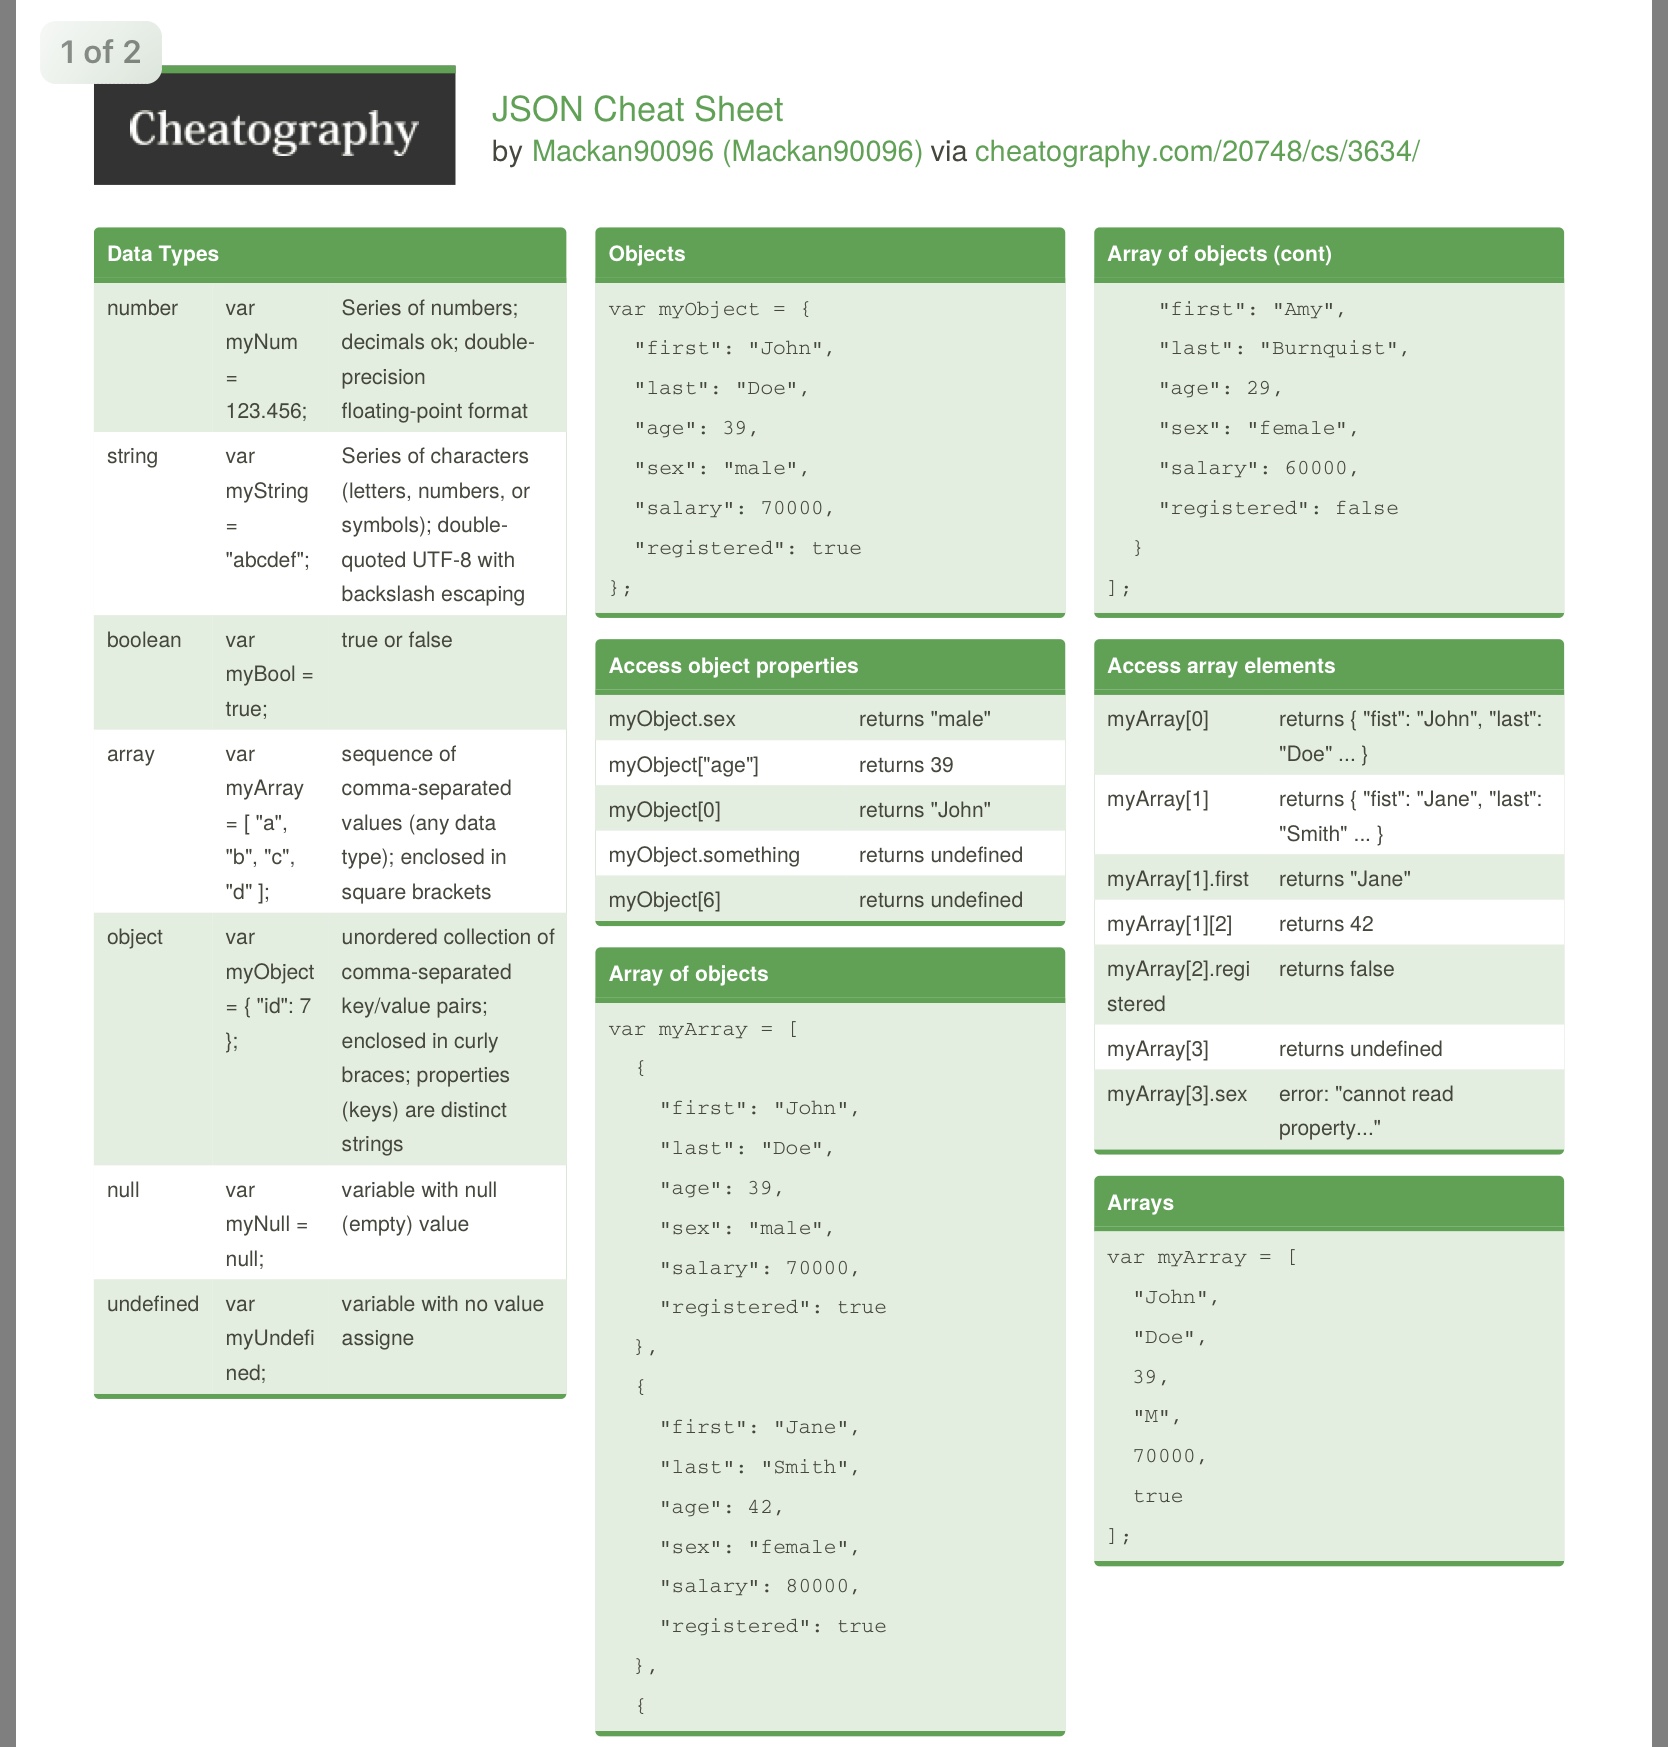 1 of 2
Cheatography
JSON Cheat Sheet
by Mackan90096 (Mackan90096) via cheatography.com/20748/cs/3634/
Data Types
number
var
myNum
=
123.456;
Series of numbers;
decimals ok; double-
precision
floating-point format
string
var
myString
=
"abcdef";
Series of characters
(letters, numbers, or
symbols); double-
quoted UTF-8 with
backslash escaping
boolean
var
myBool =
true;
true or false
array
var
myArray
= [ "a",
"b", "c",
"d" ];
sequence of
comma-separated
values (any data
type); enclosed in
square brackets
object
var
myObject
= { "id": 7
};
unordered collection of
comma-separated
key/value pairs;
enclosed in curly
braces; properties
(keys) are distinct
strings
null
var
myNull =
null;
variable with null
(empty) value
undefined
var
myUndefi
ned;
variable with no value
assigne
Objects
var myObject = {
"first": "John",
"last": "Doe",
"age": 39,
"sex": "male",
"salary": 70000,
"registered": true
};
Access object properties
myObject.sex returns "male"
myObject["age"] returns 39
myObject[0] returns "John"
myObject.something returns undefined
myObject[6] returns undefined
Array of objects
var myArray = [
{
"first": "John",
"last": "Doe",
"age": 39,
"sex": "male",
"salary": 70000,
"registered": true
},
{
"first": "Jane",
"last": "Smith",
"age": 42,
"sex": "female",
"salary": 80000,
"registered": true
},
{
Array of objects (cont)
"first": "Amy",
"last": "Burnquist",
"age": 29,
"sex": "female",
"salary": 60000,
"registered": false
}
];
Access array elements
myArray[0]
returns { "fist": "John", "last":
"Doe" ... }
myArray[1]
returns { "fist": "Jane", "last":
"Smith" ... }
myArray[1].first returns "Jane"
myArray[1][2] returns 42
myArray[2].regi
stered
returns false
myArray[3] returns undefined
myArray[3].sex
error: "cannot read
property..."
Arrays
var myArray = [
"John",
"Doe",
39,
"M",
70000,
true
];